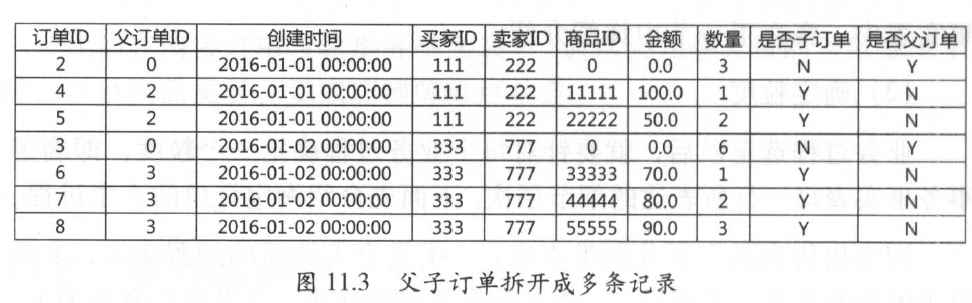 订单ID 父订单ID 创建时间 买家ID 卖家ID 商品ID 金额 数量 是否子订单 是否父订单
2 0 2016-01-01 00:00:00 111 222 0 0.0 3 N Y
4 2 2016-01-01 00:00:00 111 222 11111 100.0 1 Y N
5 2 2016-01-01 00:00:00 111 222 22222 50.0 2 Y N
3 0 2016-01-02 00:00:00 333 777 0 0.0 6 N Y
6 3 2016-01-02 00:00:00 333 777 33333 70.0 1 Y N
7 3 2016-01-02 00:00:00 333 777 44444 80.0 2 Y N
8 3 2016-01-02 00:00:00 333 777 55555 90.0 3 Y N
图 11.3 父子订单拆开成多条记录